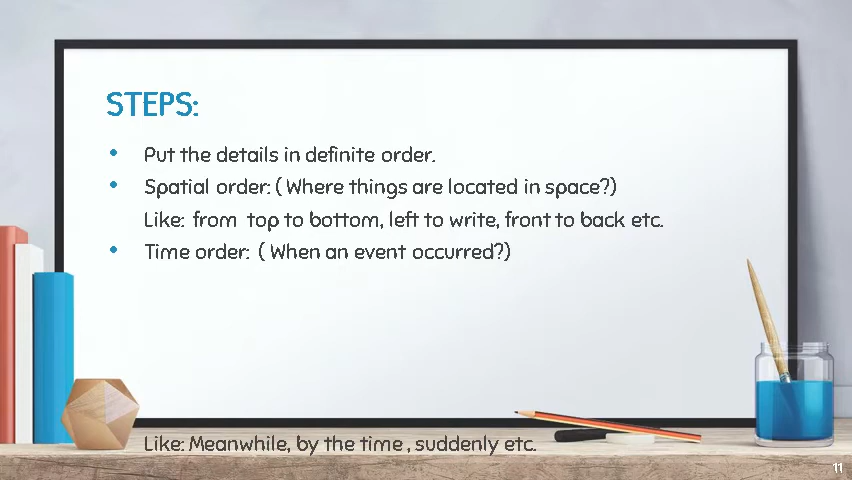 STEPS:
• Put the details in definite order.
• Spatial order: ( Where things are located in space?)
Like: from top to bottom, left to write, front to back etc.
• Time order: ( When an event occurred?)
Like: Meanwhile, by the time , suddenly etc.
11